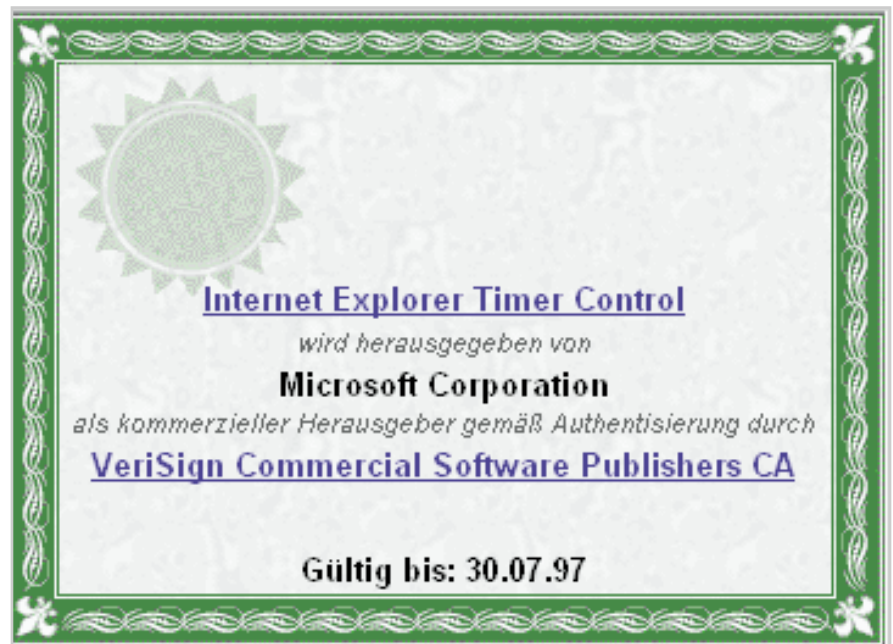 Internet Explorer Timer Control
wird herausgegeben von
Microsoft Corporation
als kommerzieller Herausgeber gemäß Authentisierung durch
VeriSign Commercial Software Publishers CA
Gültig bis: 30.07.97